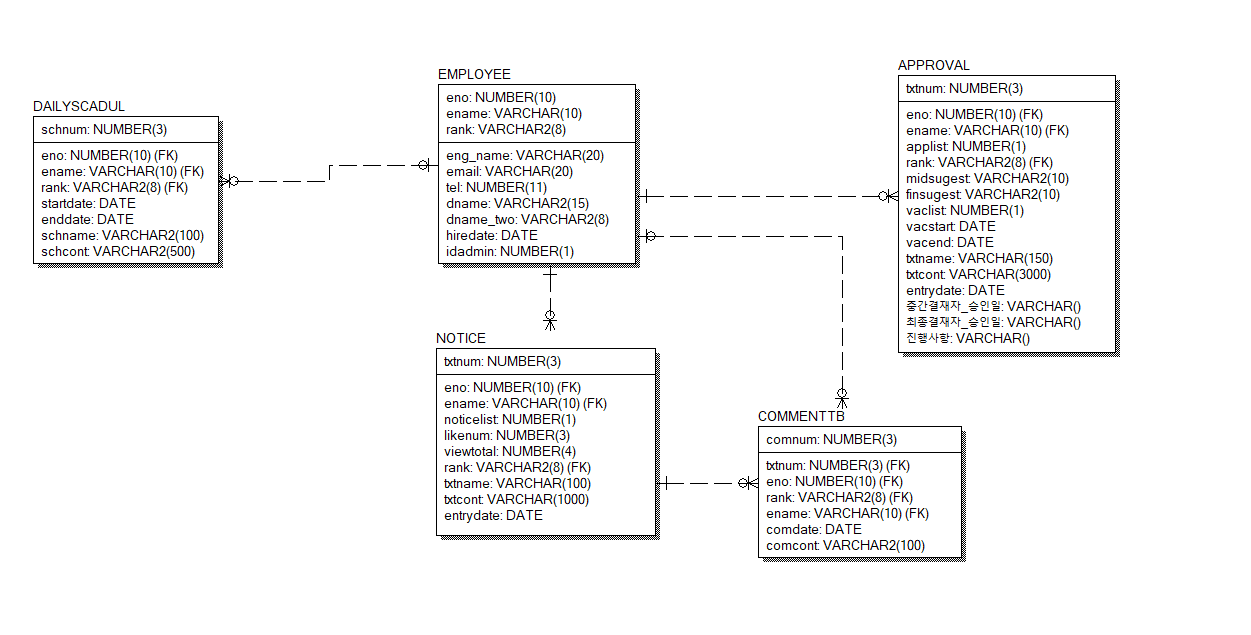 DAILYSCADUL
schnum: NUMBER(3)
eno: NUMBER(10) (FK)
ename: VARCHAR(10) (FK)
rank: VARCHAR2(8) (FK)
startdate: DATE
enddate: DATE
schname: VARCHAR2(100)
schcont: VARCHAR2(500)
EMPLOYEE
eno: NUMBER(10)
ename: VARCHAR(10)
rank: VARCHAR2(8)
eng_name: VARCHAR(20)
email: VARCHAR(20)
tel: NUMBER(11)
dname: VARCHAR2(15)
dname_two: VARCHAR2(8)
hiredate: DATE
idadmin: NUMBER(1)
APPROVAL
txtnum: NUMBER(3)
eno: NUMBER(10) (FK)
ename: VARCHAR(10) (FK)
applist: NUMBER(1)
rank: VARCHAR2(8) (FK)
midsugest: VARCHAR2(10)
finsugest: VARCHAR2(10)
vaclist: NUMBER(1)
vacstart: DATE
vacend: DATE
txtname: VARCHAR(150)
txtcont: VARCHAR(3000)
entrydate: DATE
중간결재자_승인일: VARCHAR()
최종결재자_승인일: VARCHAR()
진행사항: VARCHAR()
NOTICE
txtnum: NUMBER(3)
eno: NUMBER(10) (FK)
ename: VARCHAR(10) (FK)
noticelist: NUMBER(1)
likenum: NUMBER(3)
viewtotal: NUMBER(4)
rank: VARCHAR2(8) (FK)
txtname: VARCHAR(100)
txtcont: VARCHAR(1000)
entrydate: DATE
COMMENTTB
comnum: NUMBER(3)
txtnum: NUMBER(3) (FK)
eno: NUMBER(10) (FK)
rank: VARCHAR2(8) (FK)
ename: VARCHAR(10) (FK)
comdate: DATE
comcont: VARCHAR2(100)